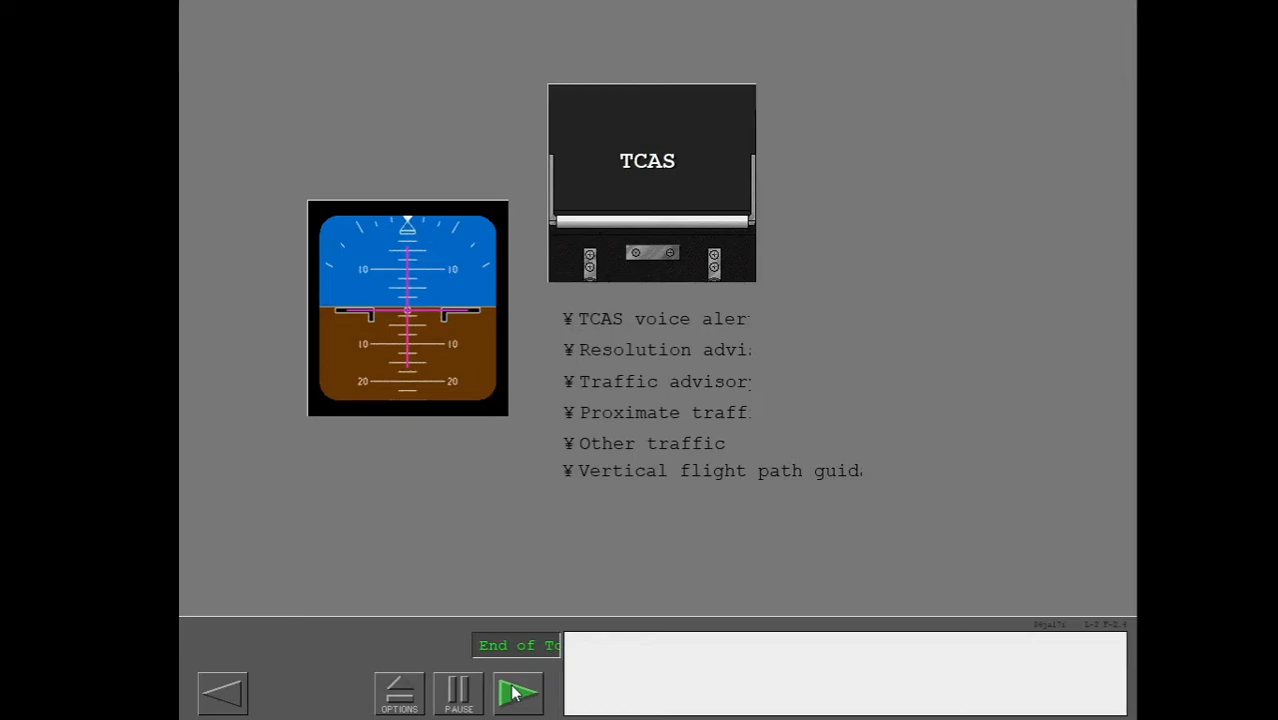 TCAS
10 10
10 10
20 20
¥ TCAS voice aler
¥ Resolution advi
¥ Traffic advisor
¥ Proximate traff
¥ Other traffic
¥ Vertical flight path guid
End of To
OPTIONS
PAUSE